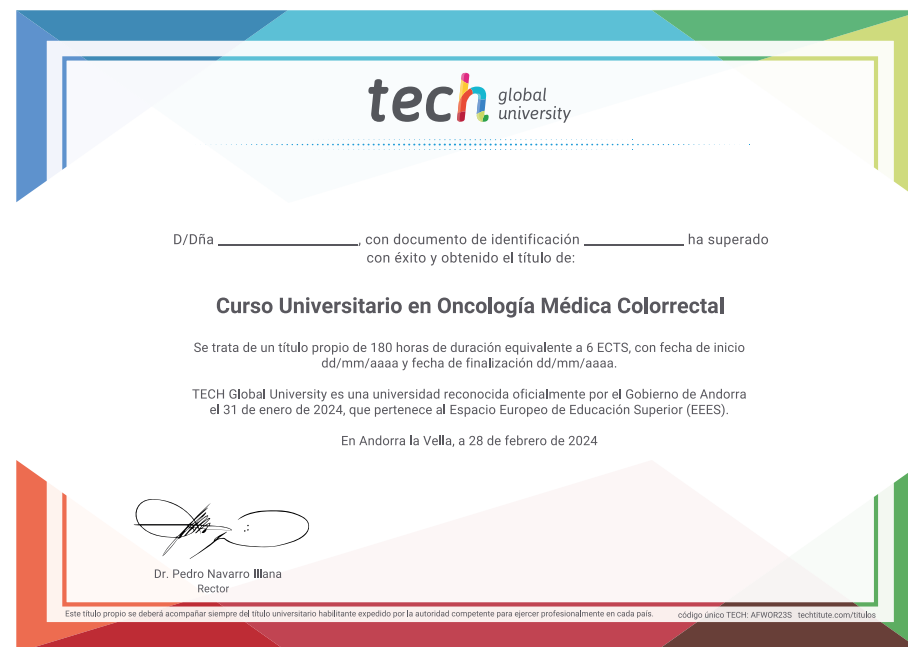 tech global
university
D/Dña ______________, con documento de identificación __________ ha superado
con éxito y obtenido el título de:
Curso Universitario en Oncología Médica Colorrectal
Se trata de un título propio de 180 horas de duración equivalente a 6 ECTS, con fecha de inicio
dd/mm/aaaa y fecha de finalización dd/mm/aaaa.
TECH Global University es una universidad reconocida oficialmente por el Gobierno de Andorra
el 31 de enero de 2024, que pertenece al Espacio Europeo de Educación Superior (EEES).
En Andorra la Vella, a 28 de febrero de 2024
Dr. Pedro Navarro Illana
Rector
Este título propio se deberá acompañar siempre del título universitario habilitante expedido por la autoridad competente para ejercer profesionalmente en cada país. código único TECH: AFWOR23S techtitute.com/titulos